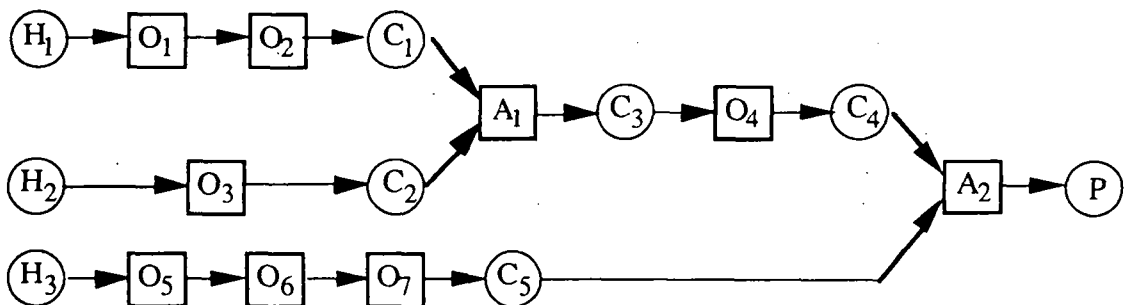 H₁ O₁ O₂ C₁
A₁ C₃ O₄ C₄
H₂ O₃ C₂ A₂ P
H₃ O₅ O₆ O₇ C₅